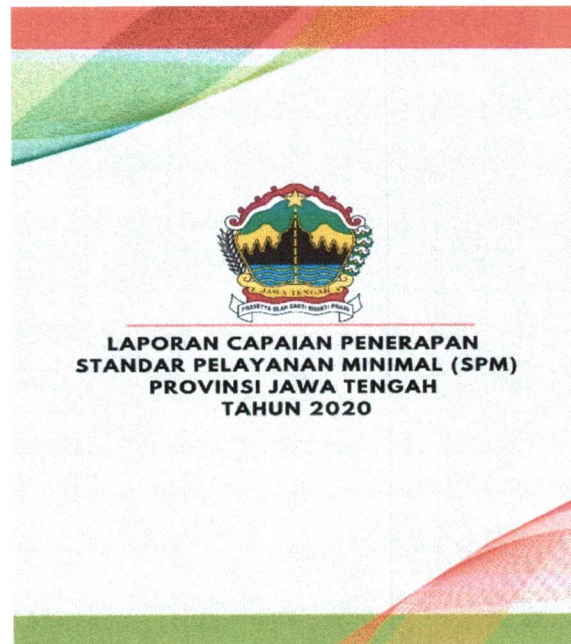 JAWA TENGAH
PRASETYA ULAH SAKTI BHAKTI PRAJA
LAPORAN CAPAIAN PENERAPAN
STANDAR PELAYANAN MINIMAL (SPM)
PROVINSI JAWA TENGAH
TAHUN 2020